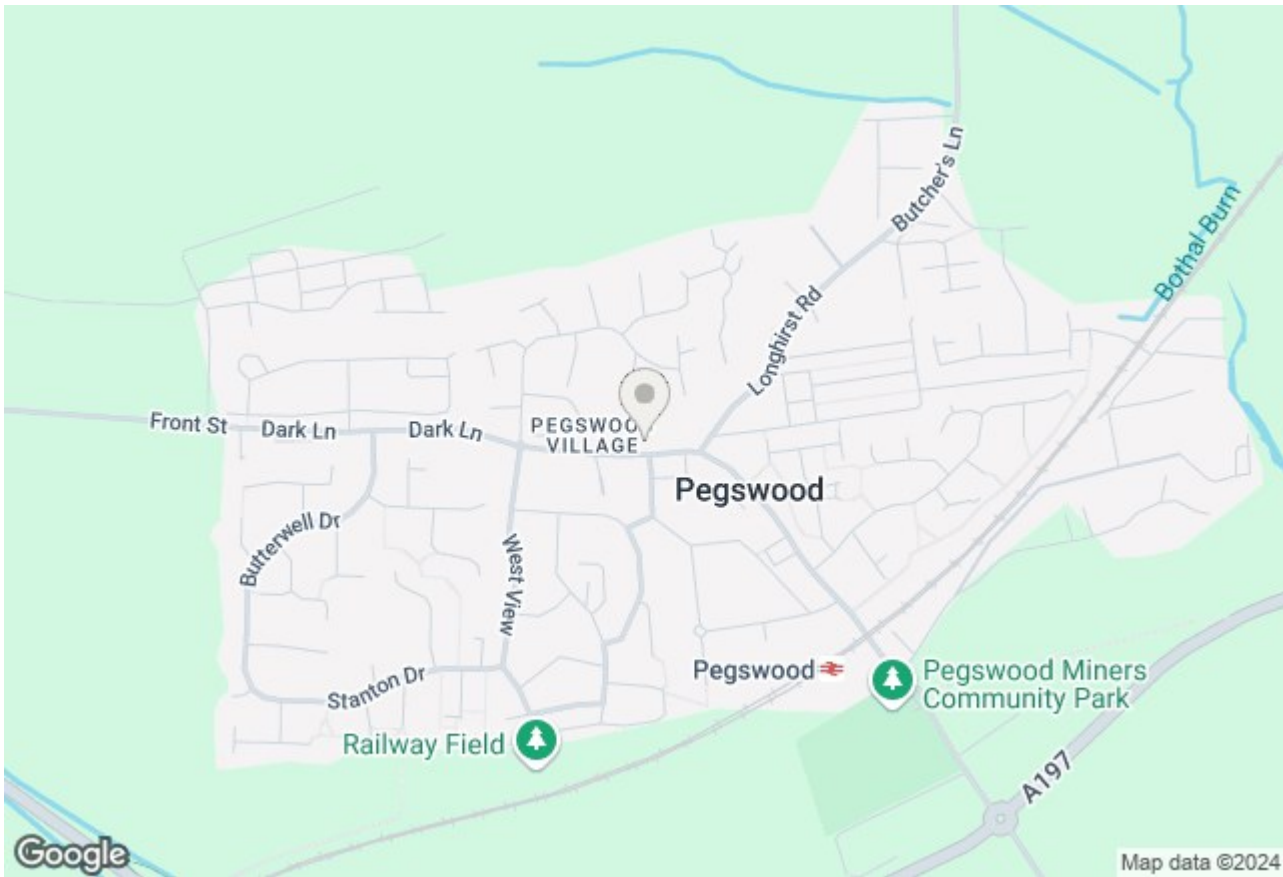 Butcher's Ln
Bothal Burn
Longhirst Rd
Front St
Dark Ln
Dark Ln
PEGSWOO
VILLAGE
Pegswood
Butterwell Dr
West View
Stanton Dr
Pegswood
Pegswood Miners
Community Park
Railway Field
A197
Google
Map data ©2024